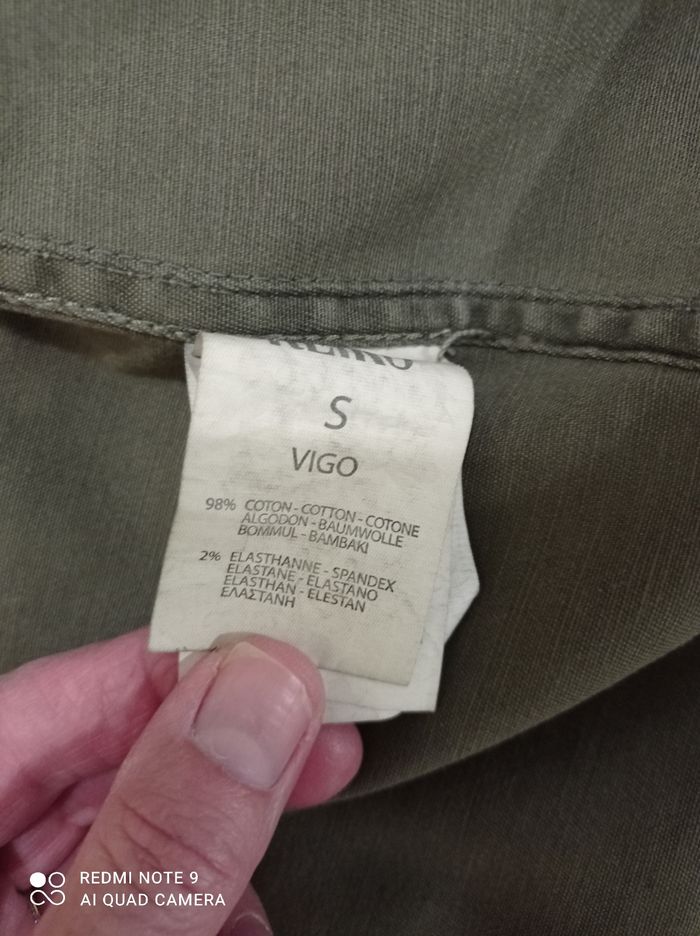 S
VIGO
98% COTON - COTTON - COTONE
ALGODON - BAUMWOLLE
BOMMUL - BAMBAKI
2% ELASTHANNE - SPANDEX
ELASTANE - ELASTANO
ELASTHAN - ELESTAN
ΕΛΑΣΤΑΝΗ
REDMI NOTE 9
AI QUAD CAMERA